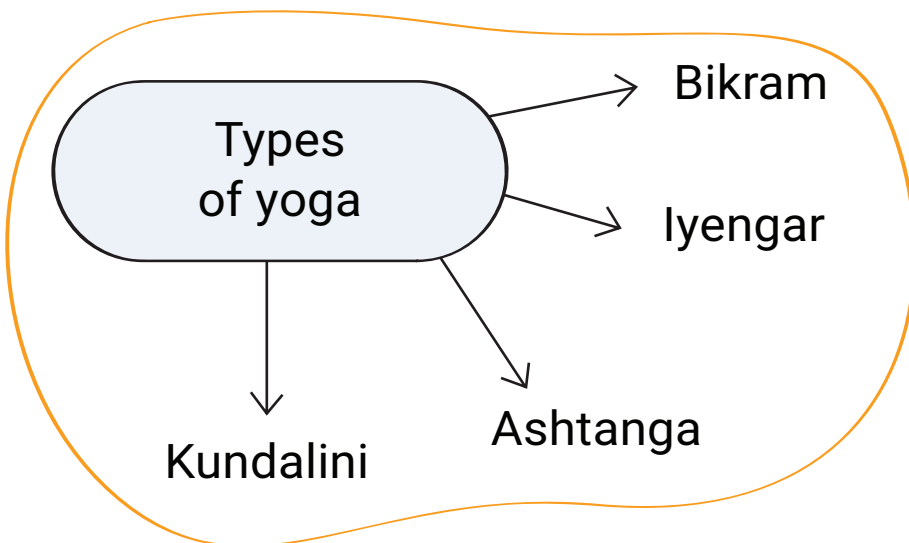 Types
of yoga
Bikram
Iyengar
Ashtanga
Kundalini